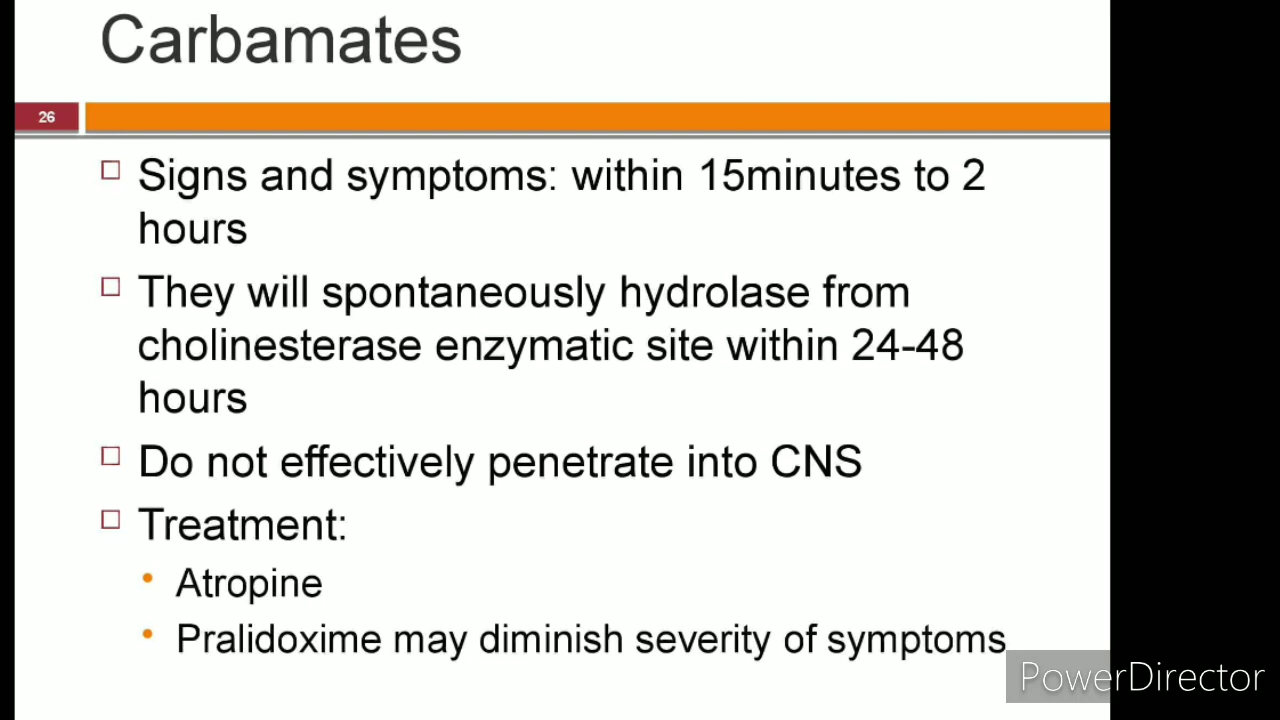 Carbamates
26
Signs and symptoms: within 15minutes to 2
hours
They will spontaneously hydrolase from
cholinesterase enzymatic site within 24-48
hours
Do not effectively penetrate into CNS
Treatment:
Atropine
Pralidoxime may diminish severity of symptoms
PowerDirector